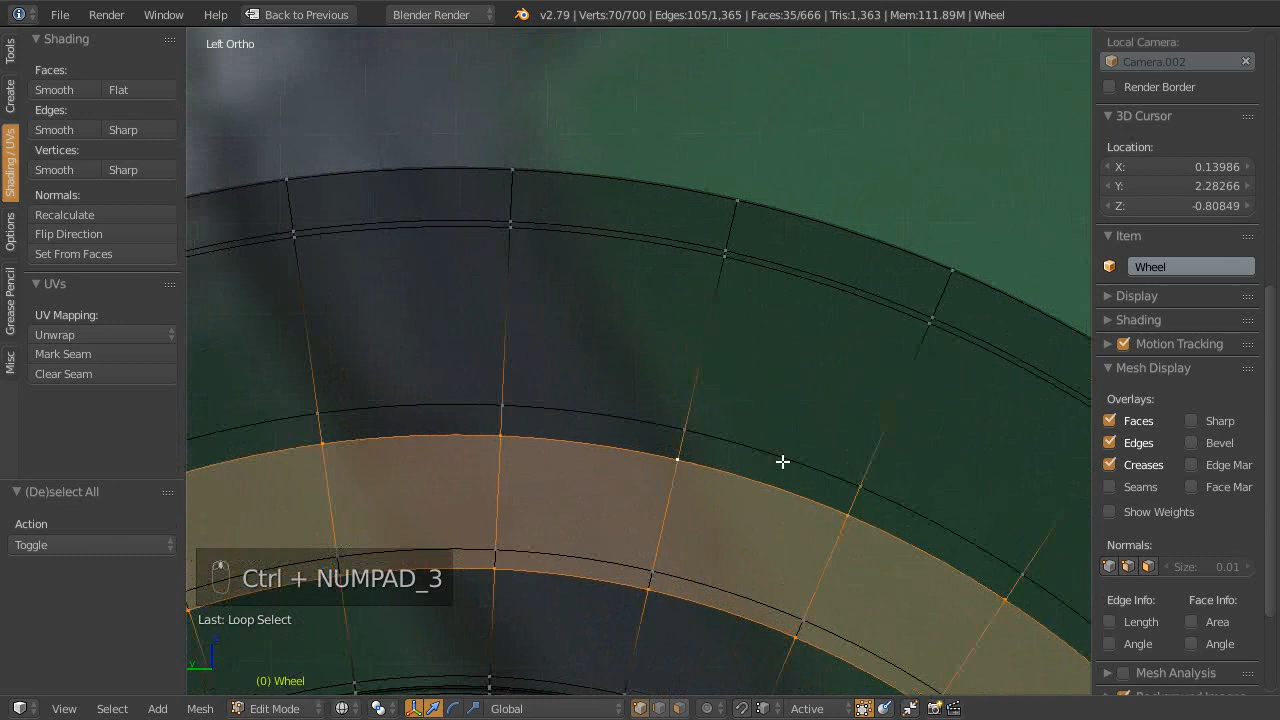 File Render Window Help Back to Previous Blender Render v2.79 | Verts:70/700 | Edges:105/1,365 | Faces:35/666 | Tris:1,363 | Mem:111.89M | Wheel
Tools
Create
Shading / UVs
Options
Grease Pencil
Misc
Shading
Faces:
Smooth Flat
Edges:
Smooth Sharp
Vertices:
Smooth Sharp
Normals:
Recalculate
Flip Direction
Set From Faces
UVs
UV Mapping:
Unwrap
Mark Seam
Clear Seam
(De)select All
Action
Toggle
Left Ortho
Ctrl + NUMPAD_3
Last: Loop Select
y
(0) Wheel
Local Camera:
Camera.002
Render Border
3D Cursor
Location:
X: 0.13986
Y: 2.28266
Z: -0.80849
Item
Wheel
Display
Shading
Motion Tracking
Mesh Display
Overlays:
Faces Sharp
Edges Bevel
Creases Edge Mar
Seams Face Mar
Show Weights
Normals:
Size: 0.01
Edge Info: Face Info:
Length Area
Angle Angle
Mesh Analysis
Background Images
View Select Add Mesh Edit Mode Global Active